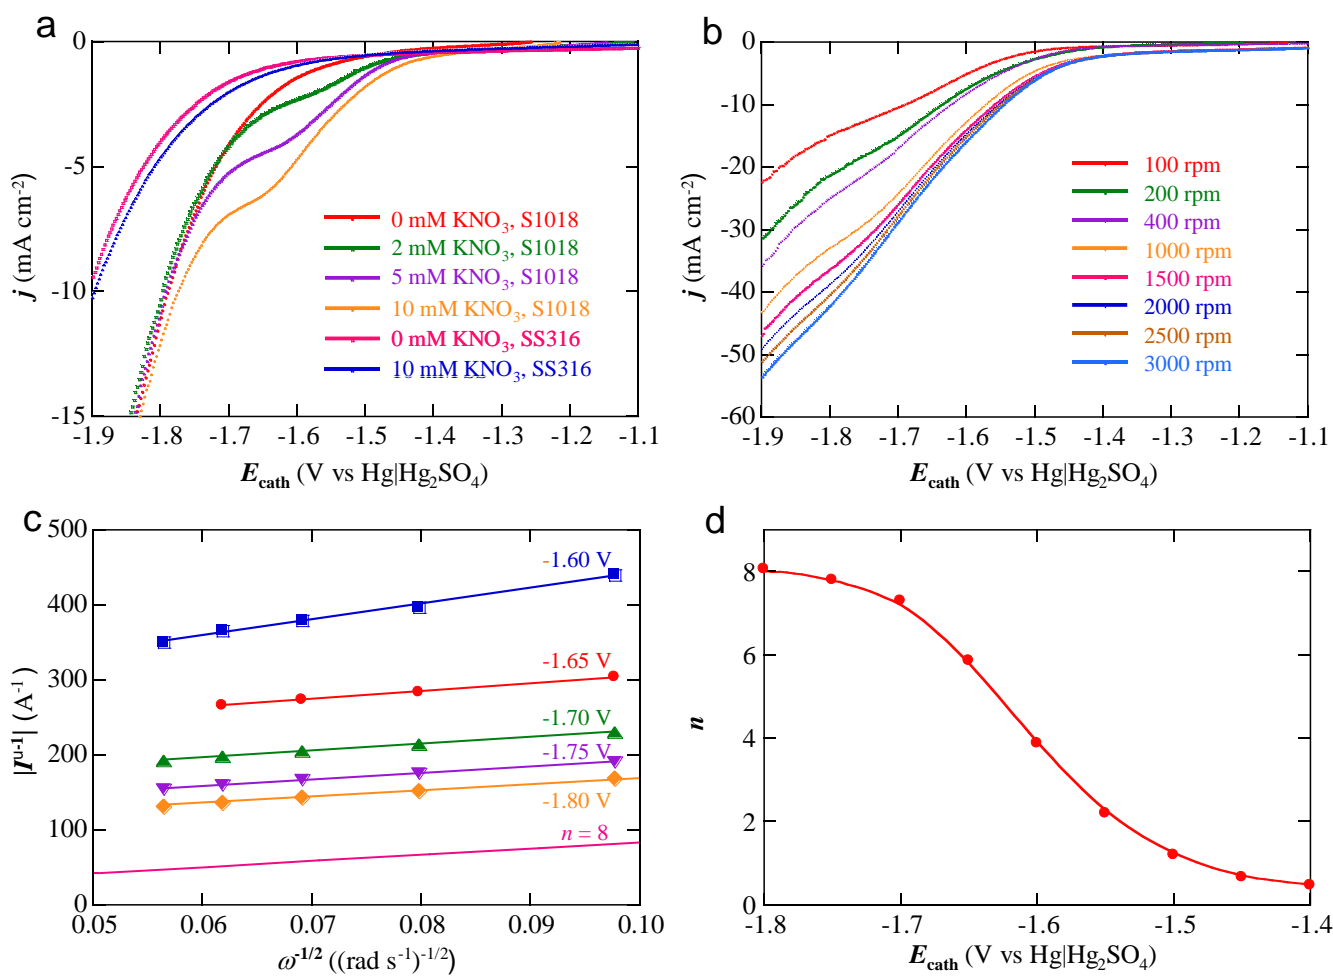 a
0
-5
-10
-15
j (mA cm-2)
0 mM KNO3, S1018
2 mM KNO3, S1018
5 mM KNO3, S1018
10 mM KNO3, S1018
0 mM KNO3, SS316
10 mM KNO3, SS316
-1.9 -1.8 -1.7 -1.6 -1.5 -1.4 -1.3 -1.2 -1.1
Ecath (V vs Hg|Hg2SO4)
b
0
-10
-20
-30
-40
-50
-60
j (mA cm-2)
100 rpm
200 rpm
400 rpm
1000 rpm
1500 rpm
2000 rpm
2500 rpm
3000 rpm
-1.9 -1.8 -1.7 -1.6 -1.5 -1.4 -1.3 -1.2 -1.1
Ecath (V vs Hg|Hg2SO4)
c
500
400
300
200
100
0
|Iu-1| (A-1)
-1.60 V
-1.65 V
-1.70 V
-1.75 V
-1.80 V
n = 8
0.05 0.06 0.07 0.08 0.09 0.10
ω-1/2 ((rad s-1)-1/2)
d
8
6
4
2
0
n
-1.8 -1.7 -1.6 -1.5 -1.4
Ecath (V vs Hg|Hg2SO4)